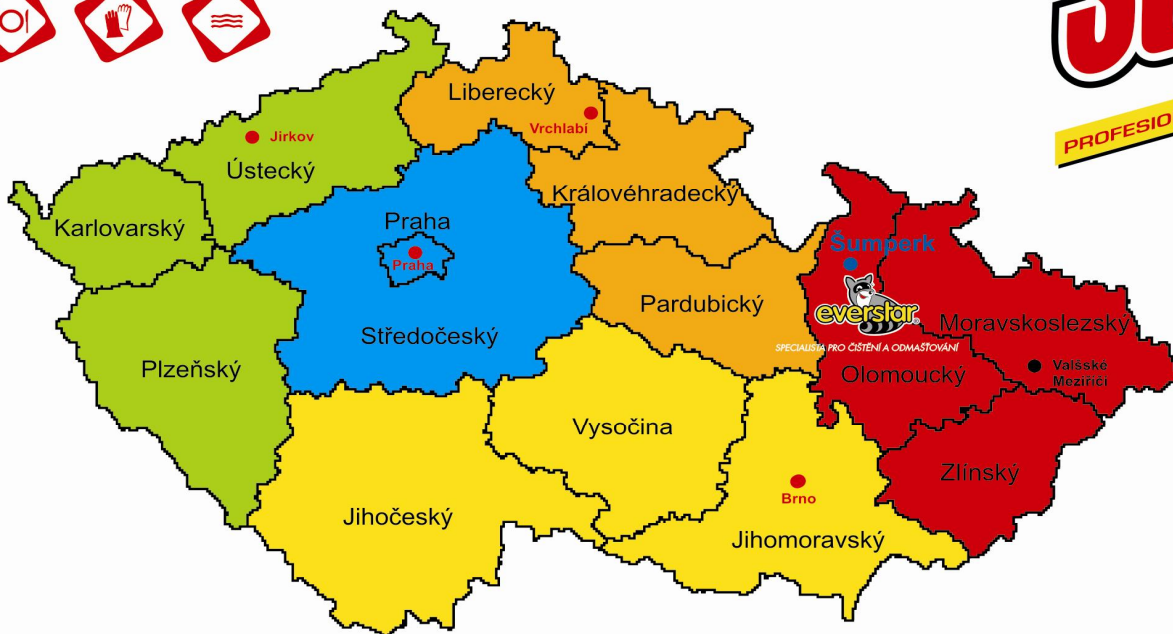 PROFESIO
Liberecký
Vrchlabí
Jirkov
Ústecký
Královéhradecký
Karlovarský
Praha
Praha
Šumperk
Pardubický
everstar
SPECIALISTA PRO ČIŠTĚNÍ A ODMAŠŤOVÁNÍ
Moravskoslezský
Středočeský
Plzeňský
Olomoucký
Valšské
Meziříčí
Vysočina
Zlínský
Brno
Jihočeský
Jihomoravský